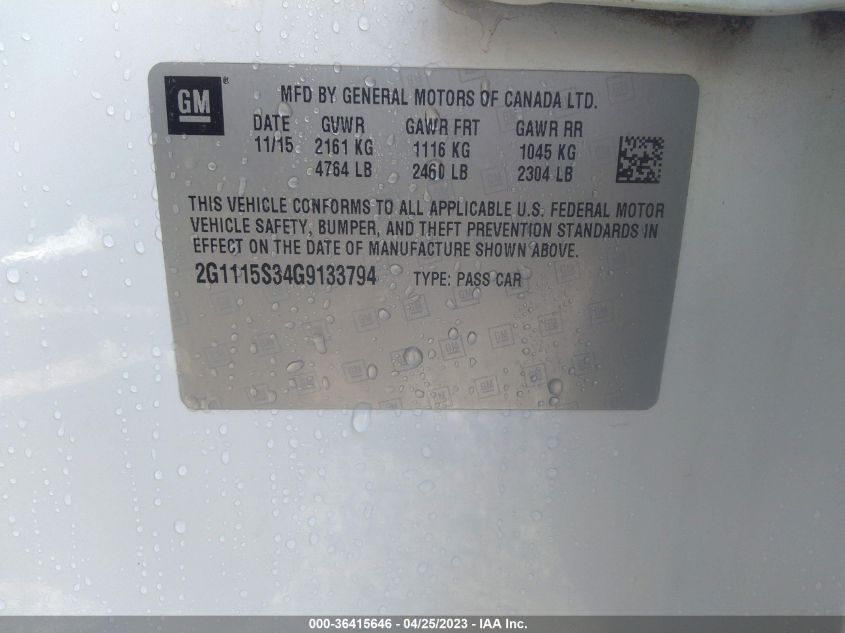 GM ®
MFD BY GENERAL MOTORS OF CANADA LTD.
DATE GVWR GAWR FRT GAWR RR
11/15 2161 KG 1116 KG 1045 KG
4764 LB 2460 LB 2304 LB
THIS VEHICLE CONFORMS TO ALL APPLICABLE U.S. FEDERAL MOTOR
VEHICLE SAFETY, BUMPER, AND THEFT PREVENTION STANDARDS IN
EFFECT ON THE DATE OF MANUFACTURE SHOWN ABOVE.
2G1115S34G9133794 TYPE: PASS CAR
000-36415646 - 04/25/2023 - IAA Inc.